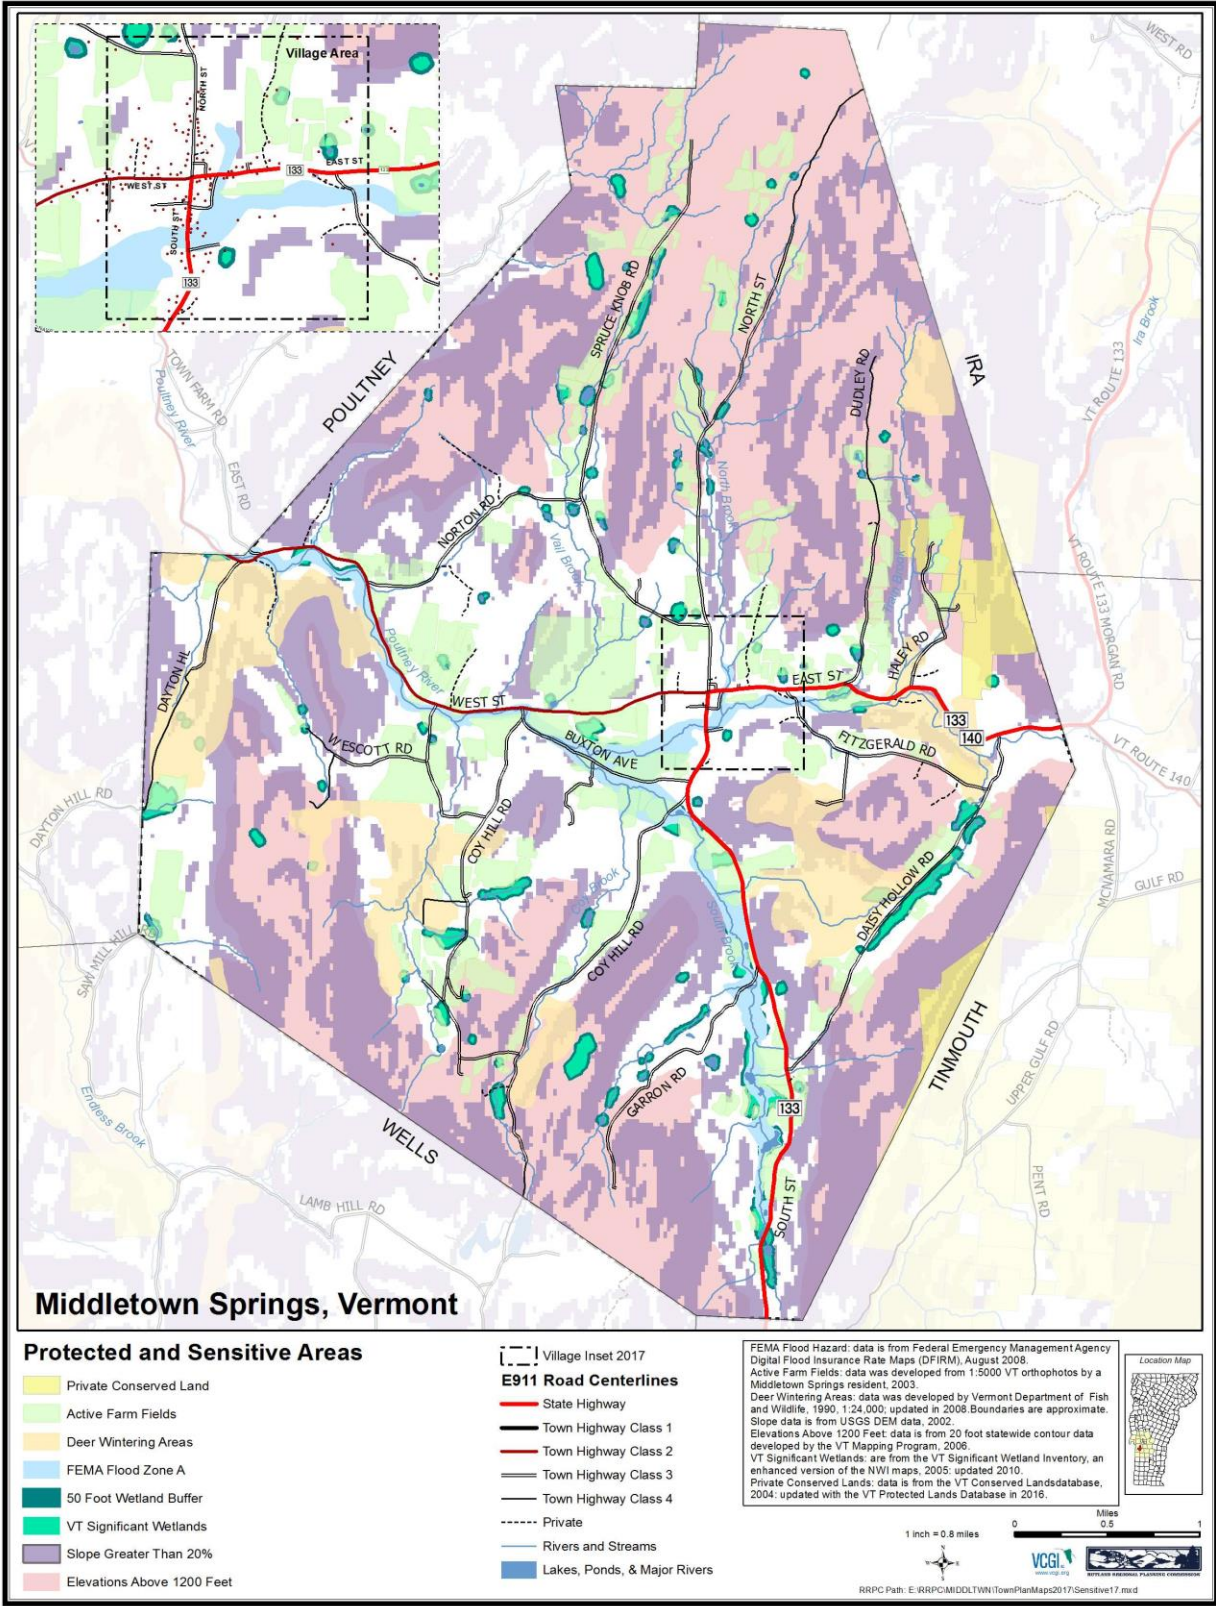 Village Area
NORTH ST
EAST ST
133
WEST ST
SOUTH ST
133
WEST RD
Ira Brook
VT ROUTE 133
IRA
POULTNEY
TOWN FARM RD
Poultney River
EAST RD
SPRUCE KNOB RD
NORTH ST
DUDLEY RD
North Brook
NORTON RD
Vail Brook
VT ROUTE 133 MORGAN RD
HALEY RD
Poultney River
DAYTON HL
WEST ST
EAST ST
133
140
WESCOTT RD
BUXTON AVE
FITZGERALD RD
VT ROUTE 140
DAYTON HILL RD
COY HILL RD
MCNAMARA RD
GULF RD
DAISY HOLLOW RD
Coy Brook
South Brook
COY HILL RD
SAW MILL HILL RD
TINMOUTH
UPPER GULF RD
Endless Brook
GARRON RD
133
WELLS
PENT RD
LAMB HILL RD
SOUTH ST
Middletown Springs, Vermont
Protected and Sensitive Areas
Private Conserved Land
Active Farm Fields
Deer Wintering Areas
FEMA Flood Zone A
50 Foot Wetland Buffer
VT Significant Wetlands
Slope Greater Than 20%
Elevations Above 1200 Feet
Village Inset 2017
E911 Road Centerlines
State Highway
Town Highway Class 1
Town Highway Class 2
Town Highway Class 3
Town Highway Class 4
Private
Rivers and Streams
Lakes, Ponds, & Major Rivers
FEMA Flood Hazard: data is from Federal Emergency Management Agency
Digital Flood Insurance Rate Maps (DFIRM), August 2008.
Active Farm Fields: data was developed from 1:5000 VT orthophotos by a
Middletown Springs resident, 2003.
Deer Wintering Areas: data was developed by Vermont Department of Fish
and Wildlife, 1990, 1:24,000; updated in 2008.Boundaries are approximate.
Slope data is from USGS DEM data, 2002.
Elevations Above 1200 Feet: data is from 20 foot statewide contour data
developed by the VT Mapping Program, 2006.
VT Significant Wetlands: are from the VT Significant Wetland Inventory, an
enhanced version of the NWI maps, 2005: updated 2010.
Private Conserved Lands: data is from the VT Conserved Landsdatabase,
2004: updated with the VT Protected Lands Database in 2016.
Location Map
Miles
0 0.5 1
1 inch = 0.8 miles
VCGI
www.vcgi.org
RUTLAND REGIONAL PLANNING COMMISSION
RRPC Path: E:\RRPC\MIDDLTWN\TownPlanMaps2017\Sensitive17.mxd